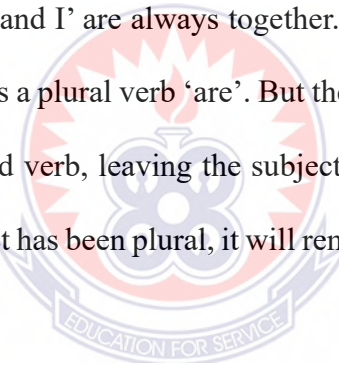 and I’ are always together.
s a plural verb ‘are’. But the
d verb, leaving the subject
t has been plural, it will ren
EDUCATION FOR SERVICE